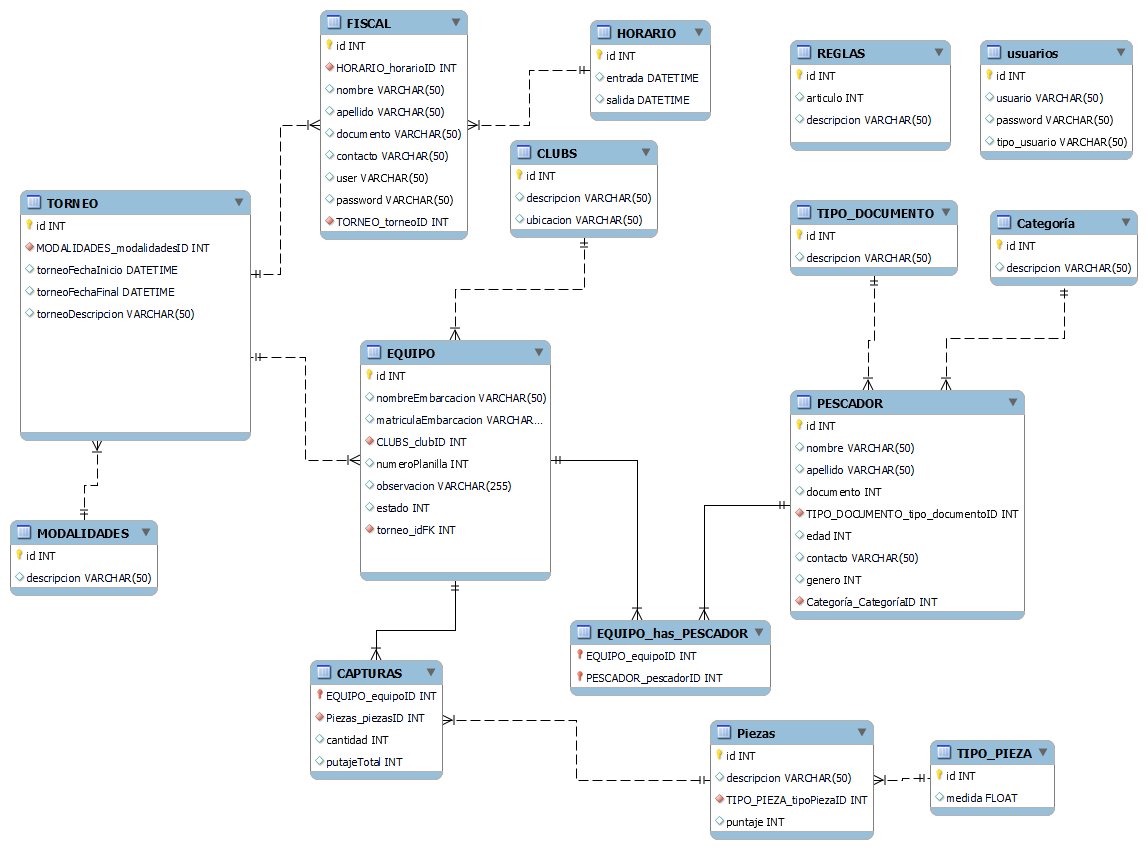 FISCAL
id INT
HORARIO_horarioID INT
nombre VARCHAR(50)
apellido VARCHAR(50)
documento VARCHAR(50)
contacto VARCHAR(50)
user VARCHAR(50)
password VARCHAR(50)
TORNEO_torneoID INT
HORARIO
id INT
entrada DATETIME
salida DATETIME
REGLAS
id INT
articulo INT
descripcion VARCHAR(50)
usuarios
id INT
usuario VARCHAR(50)
password VARCHAR(50)
tipo_usuario VARCHAR(50)
CLUBS
id INT
descripcion VARCHAR(50)
ubicacion VARCHAR(50)
TORNEO
id INT
MODALIDADES_modalidadesID INT
torneoFechaInicio DATETIME
torneoFechaFinal DATETIME
torneoDescripcion VARCHAR(50)
TIPO_DOCUMENTO
id INT
descripcion VARCHAR(50)
Categoría
id INT
descripcion VARCHAR(50)
EQUIPO
id INT
nombreEmbarcacion VARCHAR(50)
matriculaEmbarcacion VARCHAR...
CLUBS_clubID INT
numeroPlanilla INT
observacion VARCHAR(255)
estado INT
torneo_idFK INT
PESCADOR
id INT
nombre VARCHAR(50)
apellido VARCHAR(50)
documento INT
TIPO_DOCUMENTO_tipo_documentoID INT
edad INT
contacto VARCHAR(50)
genero INT
Categoría_CategoríaID INT
MODALIDADES
id INT
descripcion VARCHAR(50)
EQUIPO_has_PESCADOR
EQUIPO_equipoID INT
PESCADOR_pescadorID INT
CAPTURAS
EQUIPO_equipoID INT
Piezas_piezasID INT
cantidad INT
putajeTotal INT
Piezas
id INT
descripcion VARCHAR(50)
TIPO_PIEZA_tipoPiezaID INT
puntaje INT
TIPO_PIEZA
id INT
medida FLOAT